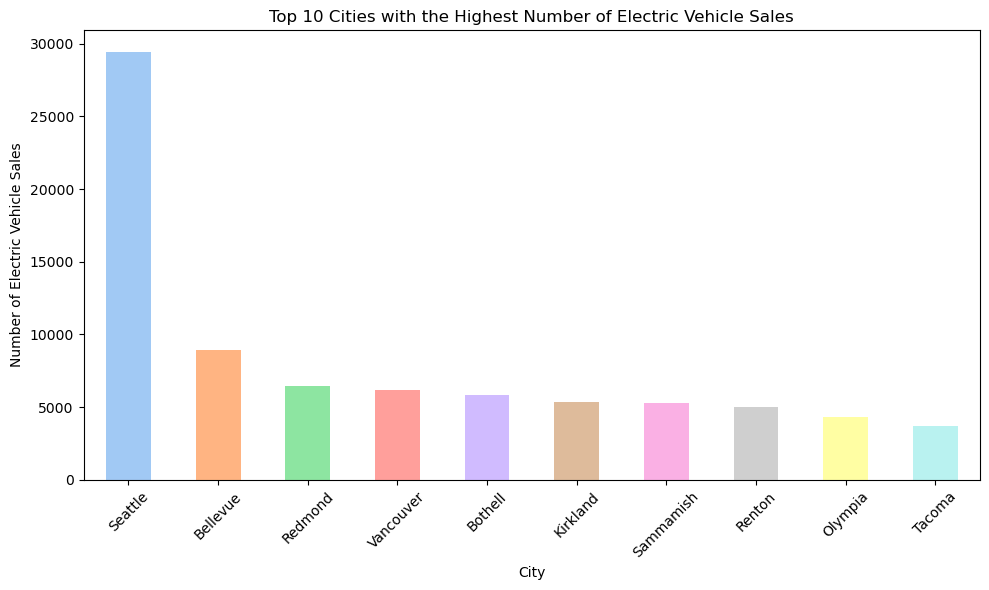 Top 10 Cities with the Highest Number of Electric Vehicle Sales
Number of Electric Vehicle Sales
30000
25000
20000
15000
10000
5000
0
Seattle
Bellevue
Redmond
Vancouver
Bothell
Kirkland
Sammamish
Renton
Olympia
Tacoma
City